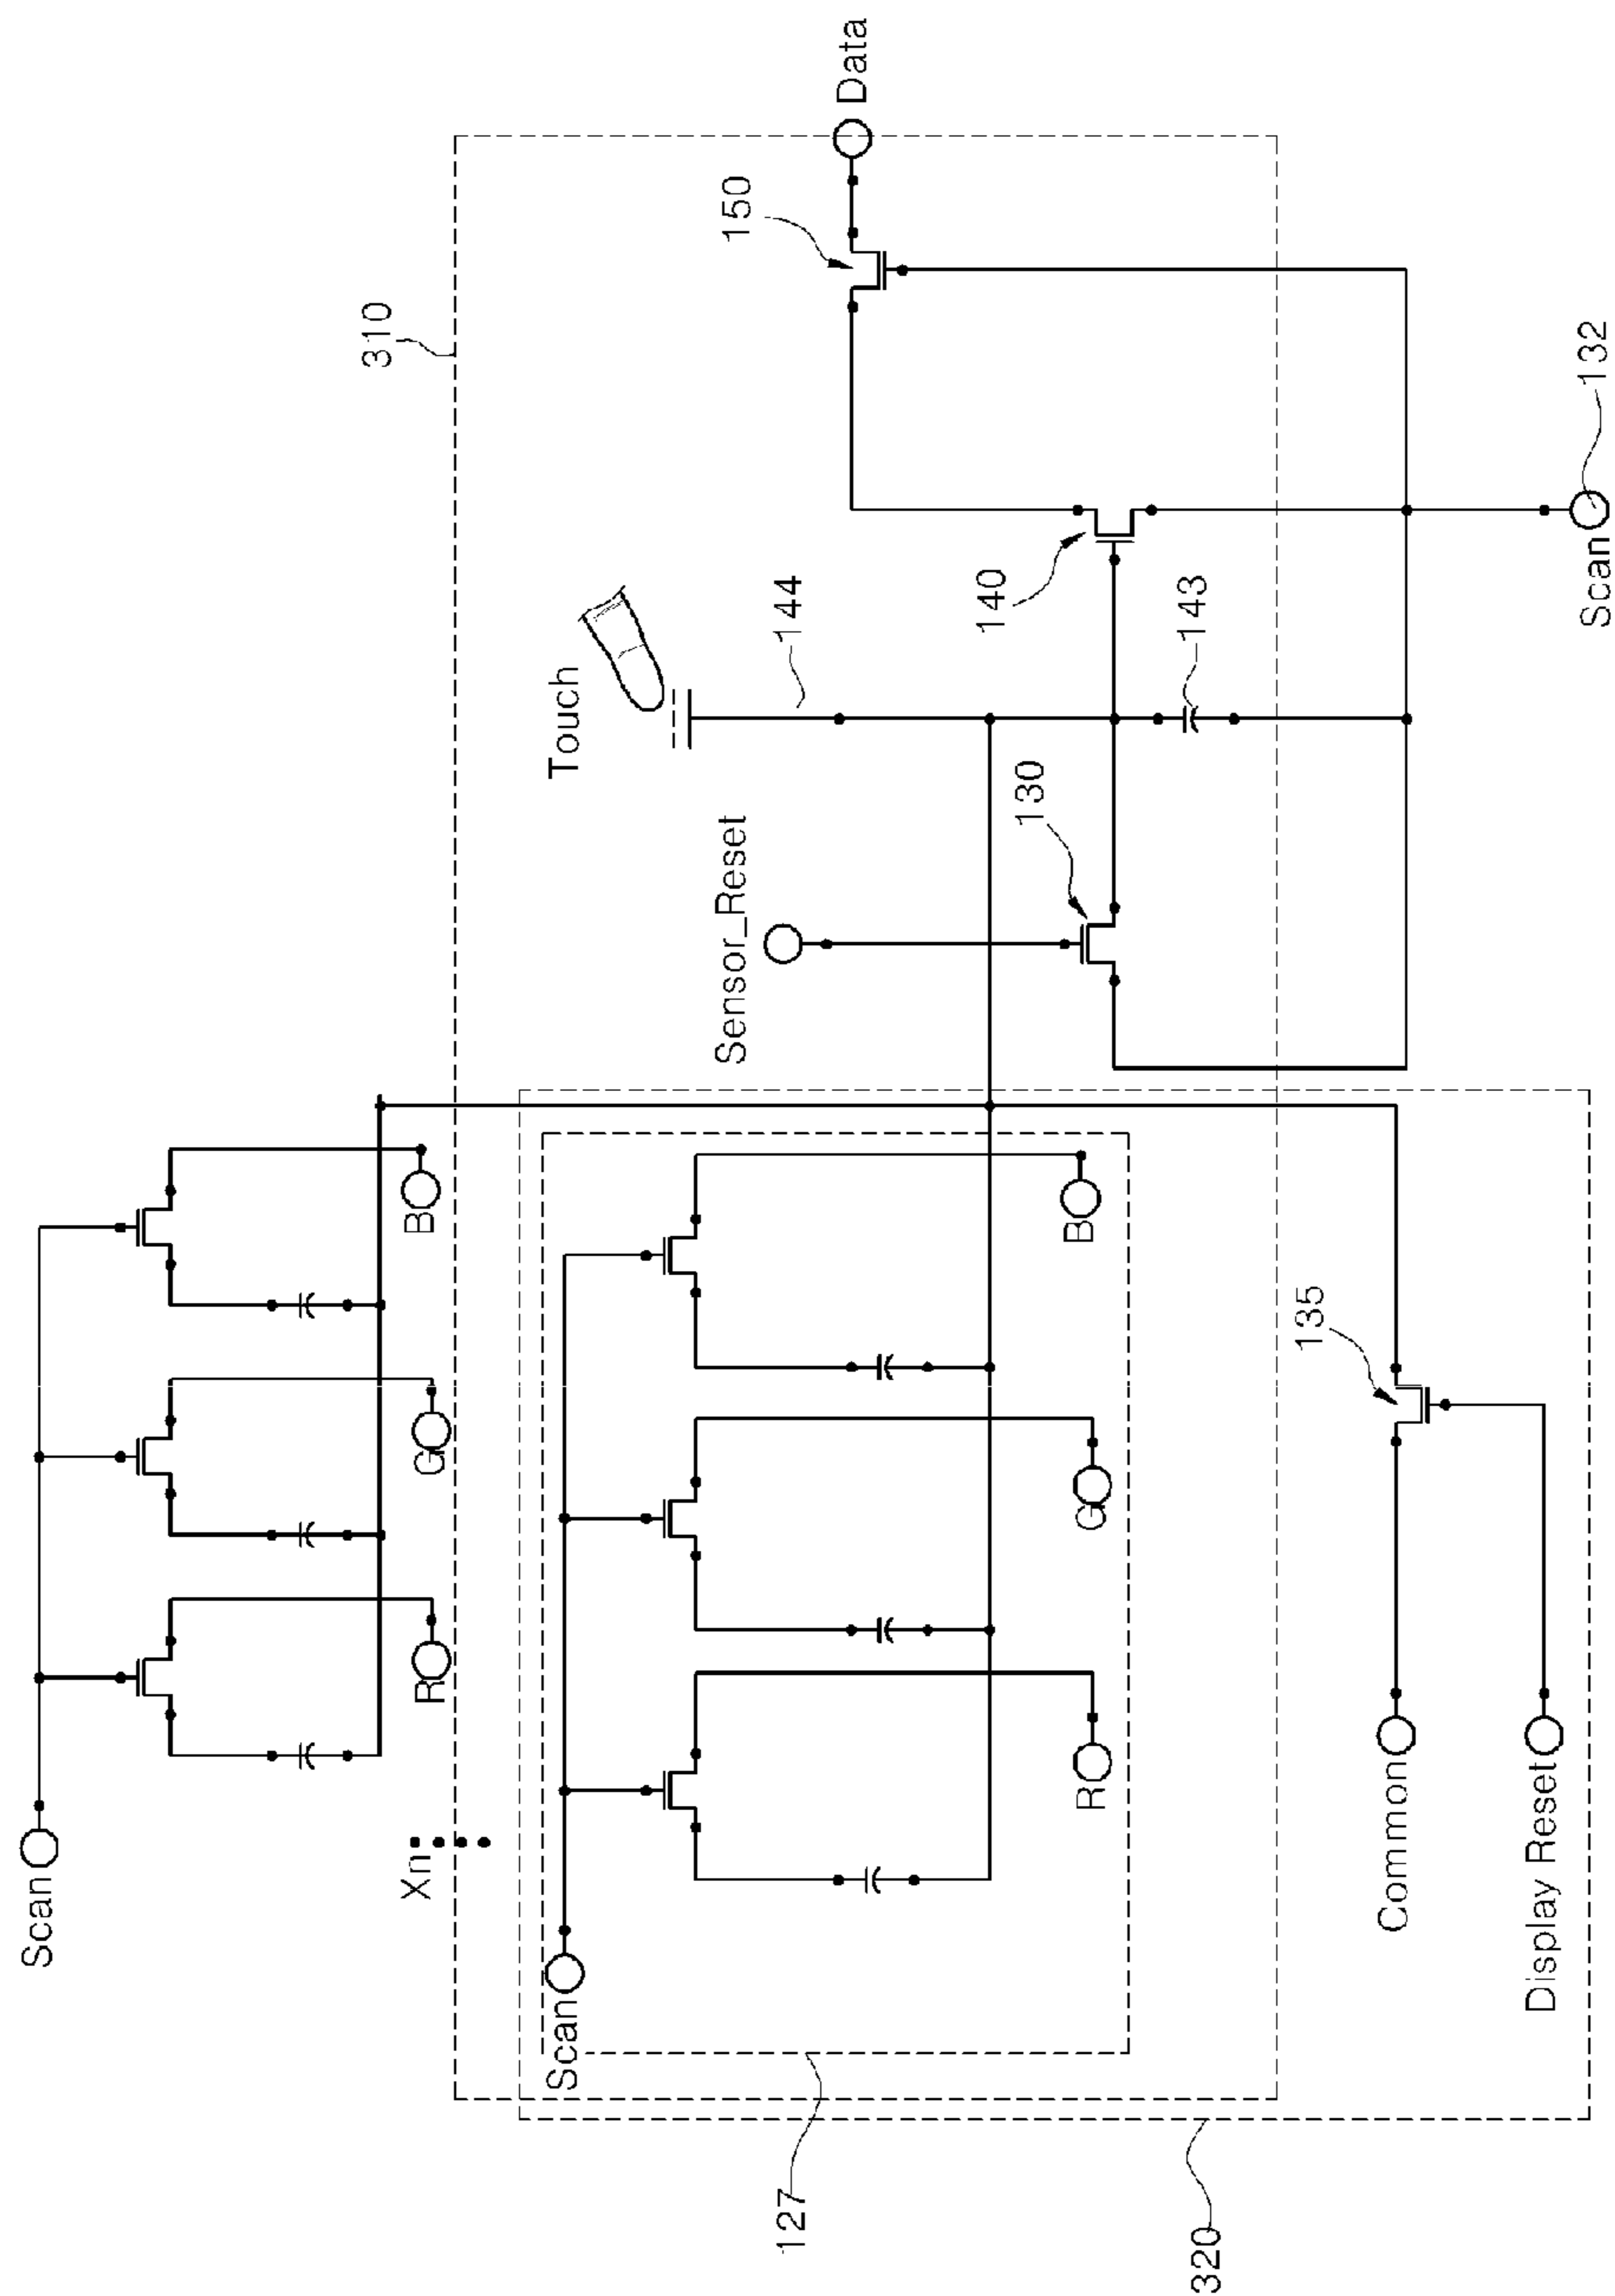 Scan
R
G
B
Xn
310
Data
150
Touch
144
Sensor_Reset
130
140
143
Scan
132
Scan
R
G
B
127
320
135
Common
Display Reset